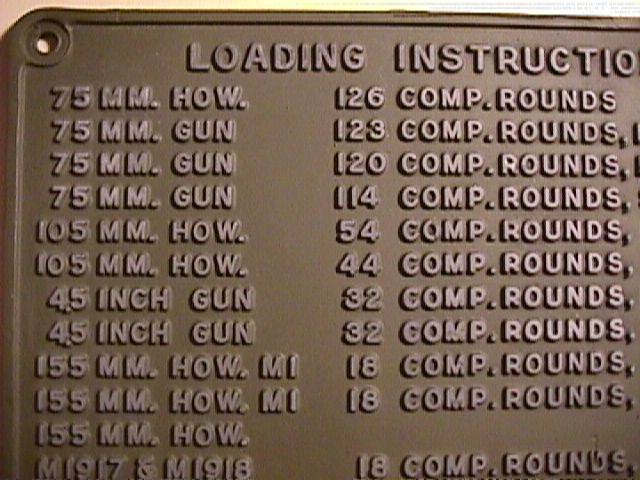 LOADING INSTRUCTIO
75 MM. HOW. 126 COMP. ROUNDS
75 MM. GUN 123 COMP. ROUNDS,
75 MM. GUN 120 COMP. ROUNDS,
75 MM. GUN 114 COMP. ROUNDS,
105 MM. HOW. 54 COMP. ROUNDS,
105 MM. HOW. 44 COMP. ROUNDS,
4.5 INCH GUN 32 COMP. ROUNDS,
4.5 INCH GUN 32 COMP. ROUNDS,
155 MM. HOW. M1 18 COMP. ROUNDS,
155 MM. HOW. M1 18 COMP. ROUNDS,
155 MM. HOW.
M1917 & M1918 18 COMP. ROUNDS,